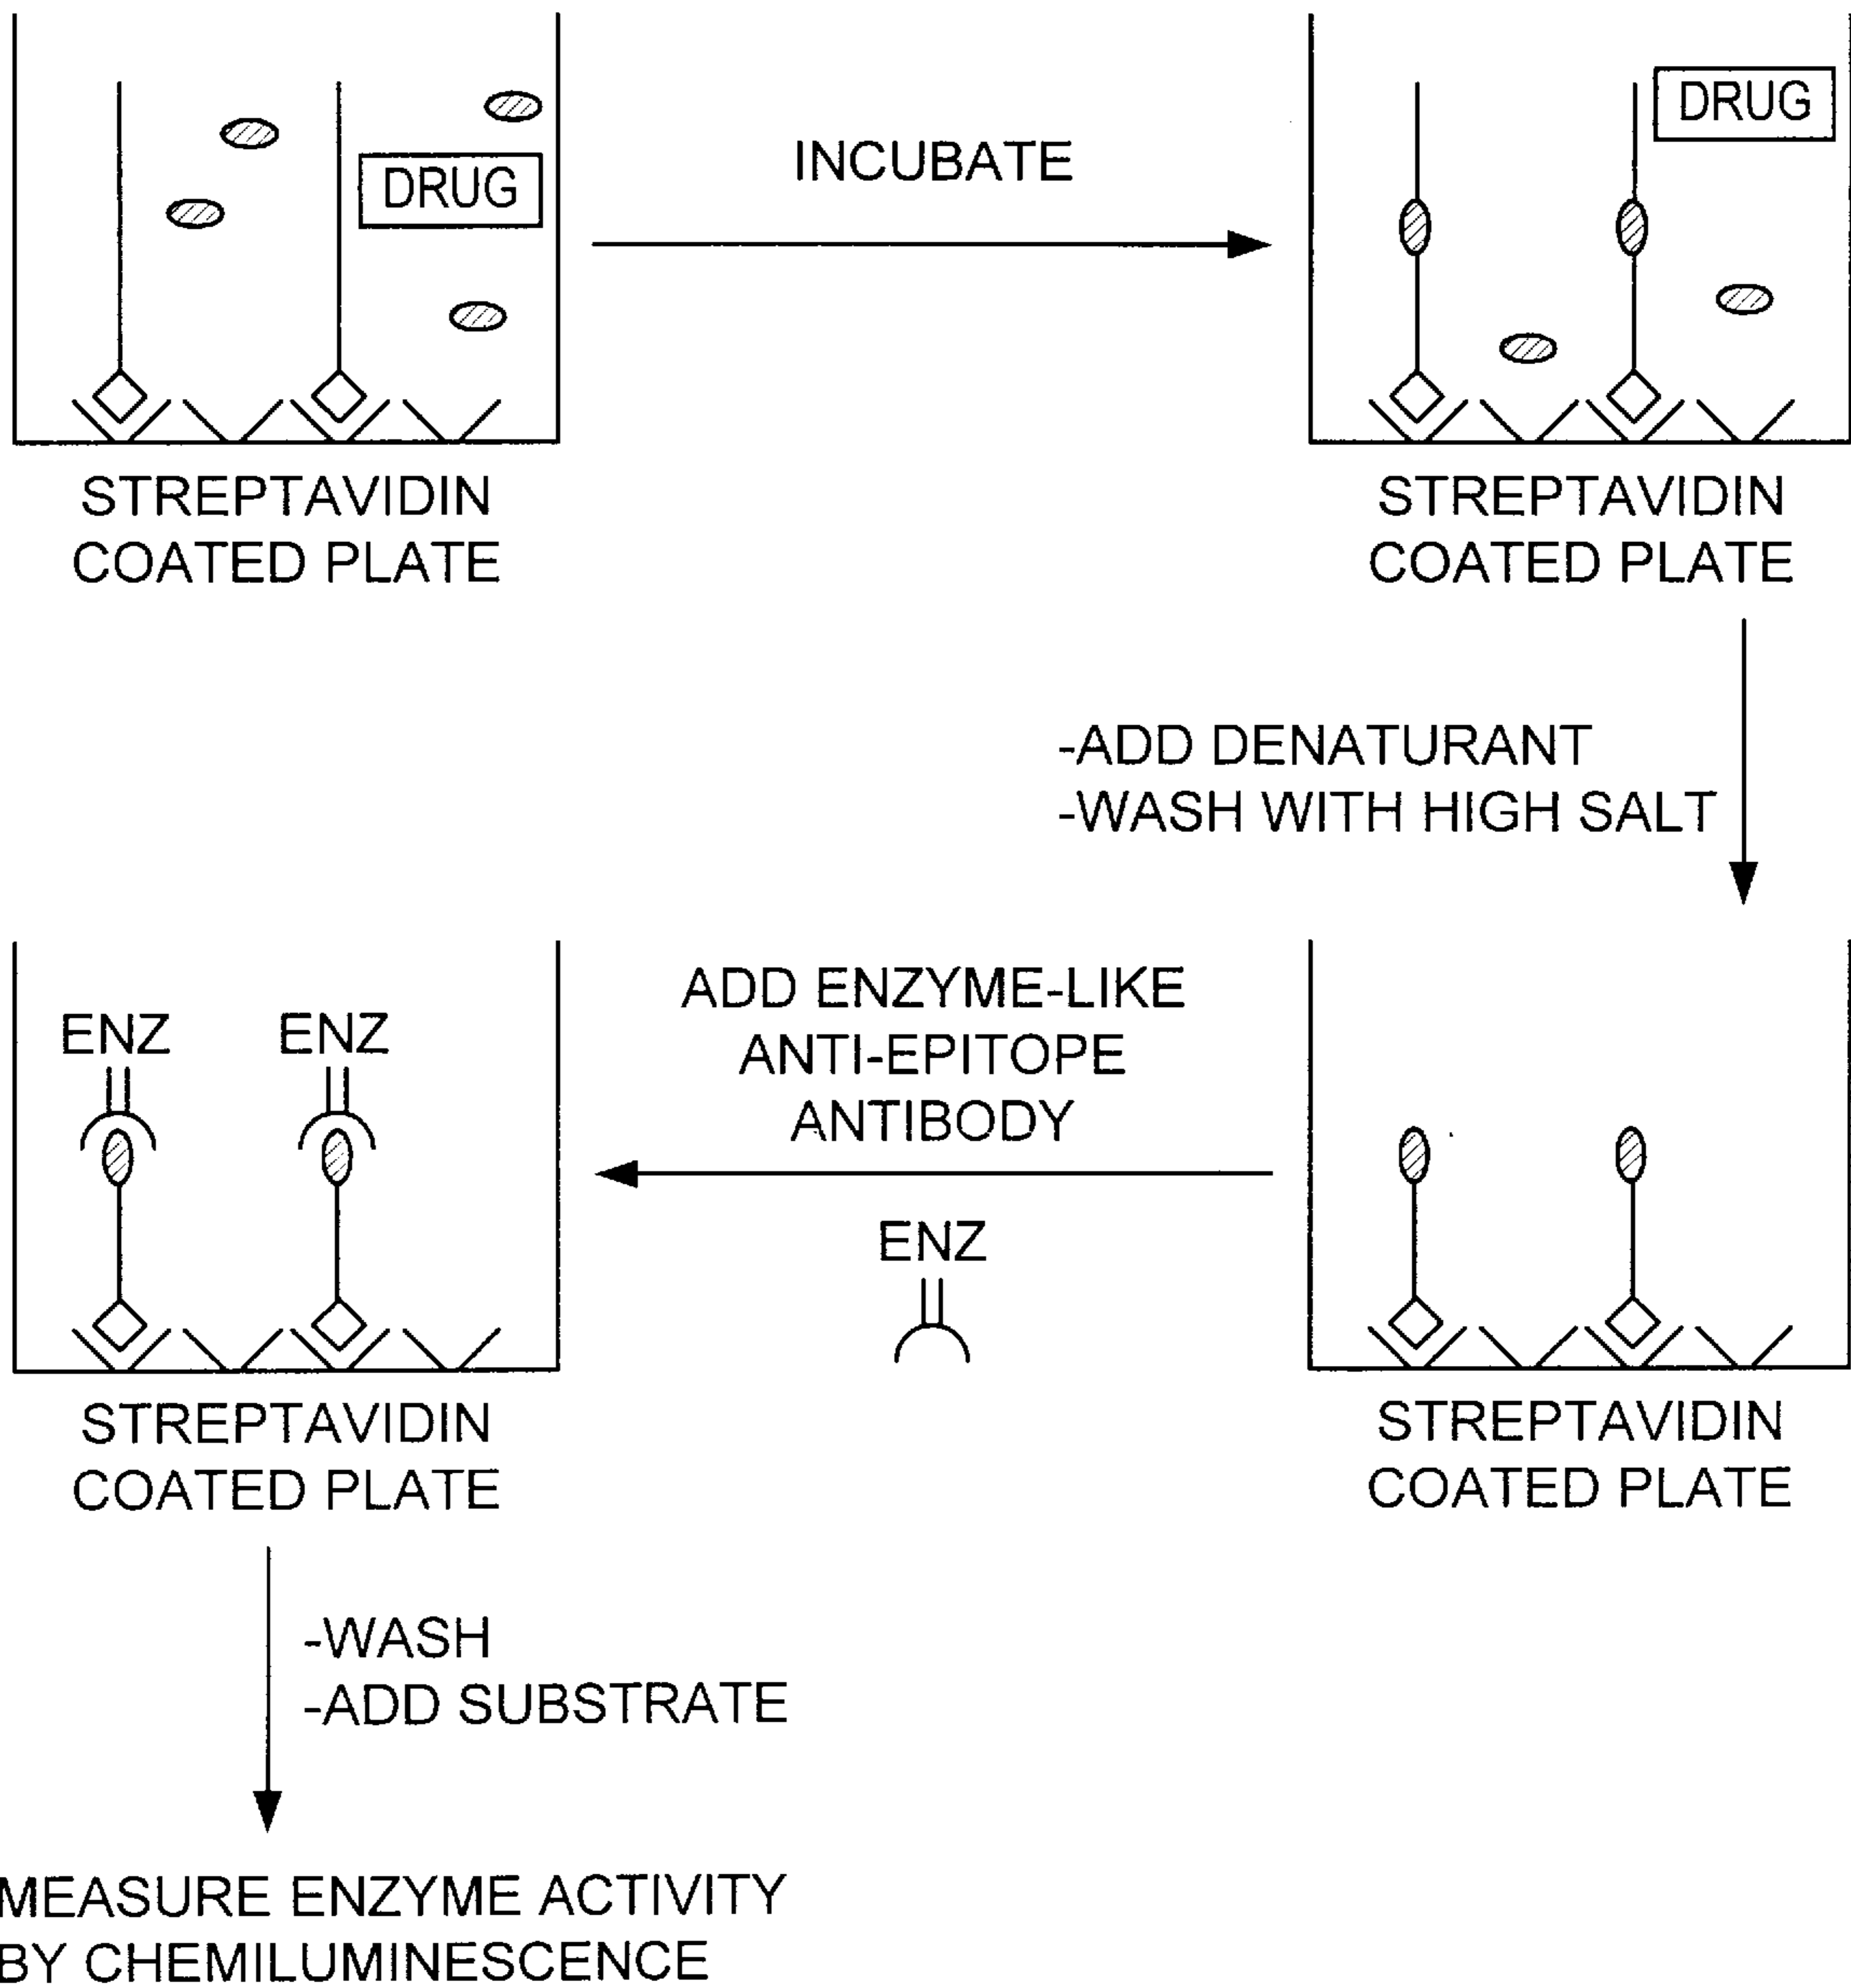 DRUG
INCUBATE
DRUG
STREPTAVIDIN
COATED PLATE
STREPTAVIDIN
COATED PLATE
-ADD DENATURANT
-WASH WITH HIGH SALT
ENZ ENZ
ADD ENZYME-LIKE
ANTI-EPITOPE
ANTIBODY
ENZ
STREPTAVIDIN
COATED PLATE
STREPTAVIDIN
COATED PLATE
-WASH
-ADD SUBSTRATE
MEASURE ENZYME ACTIVITY
BY CHEMILUMINESCENCE